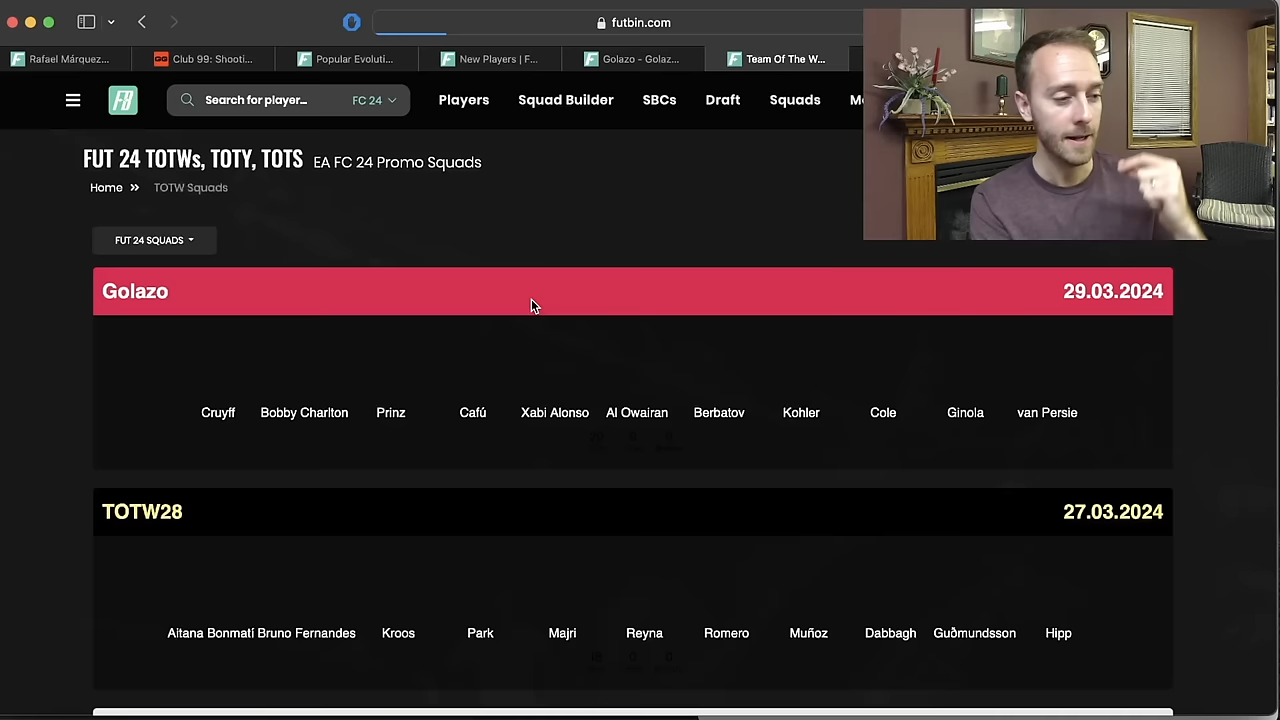 futbin.com
Rafael Márquez...
Club 99: Shooti...
Popular Evoluti...
New Players | F...
Golazo - Golaz...
Team Of The W...
Search for player...
FC 24
Players
Squad Builder
SBCs
Draft
Squads
FUT 24 TOTWs, TOTY, TOTS EA FC 24 Promo Squads
Home TOTW Squads
FUT 24 SQUADS
Golazo 29.03.2024
Cruyff Bobby Charlton Prinz Cafú Xabi Alonso Al Owairan Berbatov Kohler Cole Ginola van Persie
TOTW28 27.03.2024
Aitana Bonmatí Bruno Fernandes Kroos Park Majri Reyna Romero Muñoz Dabbagh Guðmundsson Hipp